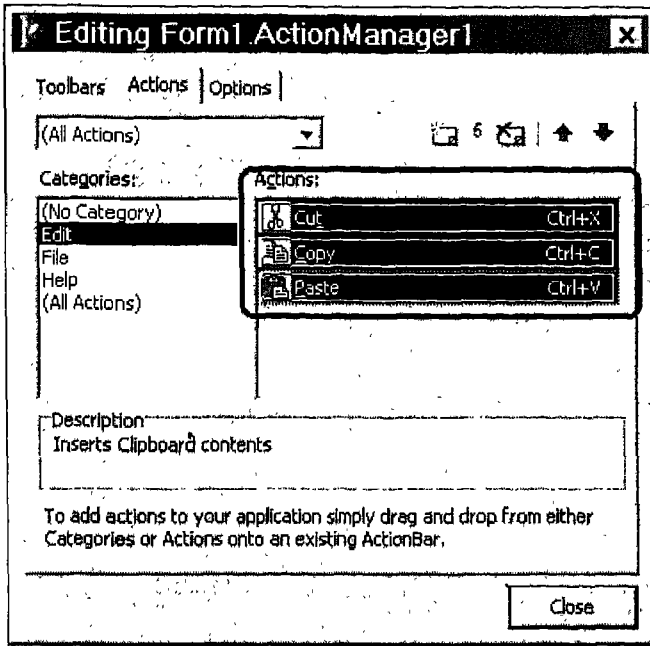 Editing Form1.ActionManager1
Toolbars Actions Options
(All Actions)
Categories: Actions:
(No Category)
Edit
File
Help
(All Actions)
Cut Ctrl+X
Copy Ctrl+C
Paste Ctrl+V
Description
Inserts Clipboard contents
To add actions to your application simply drag and drop from either
Categories or Actions onto an existing ActionBar.
Close